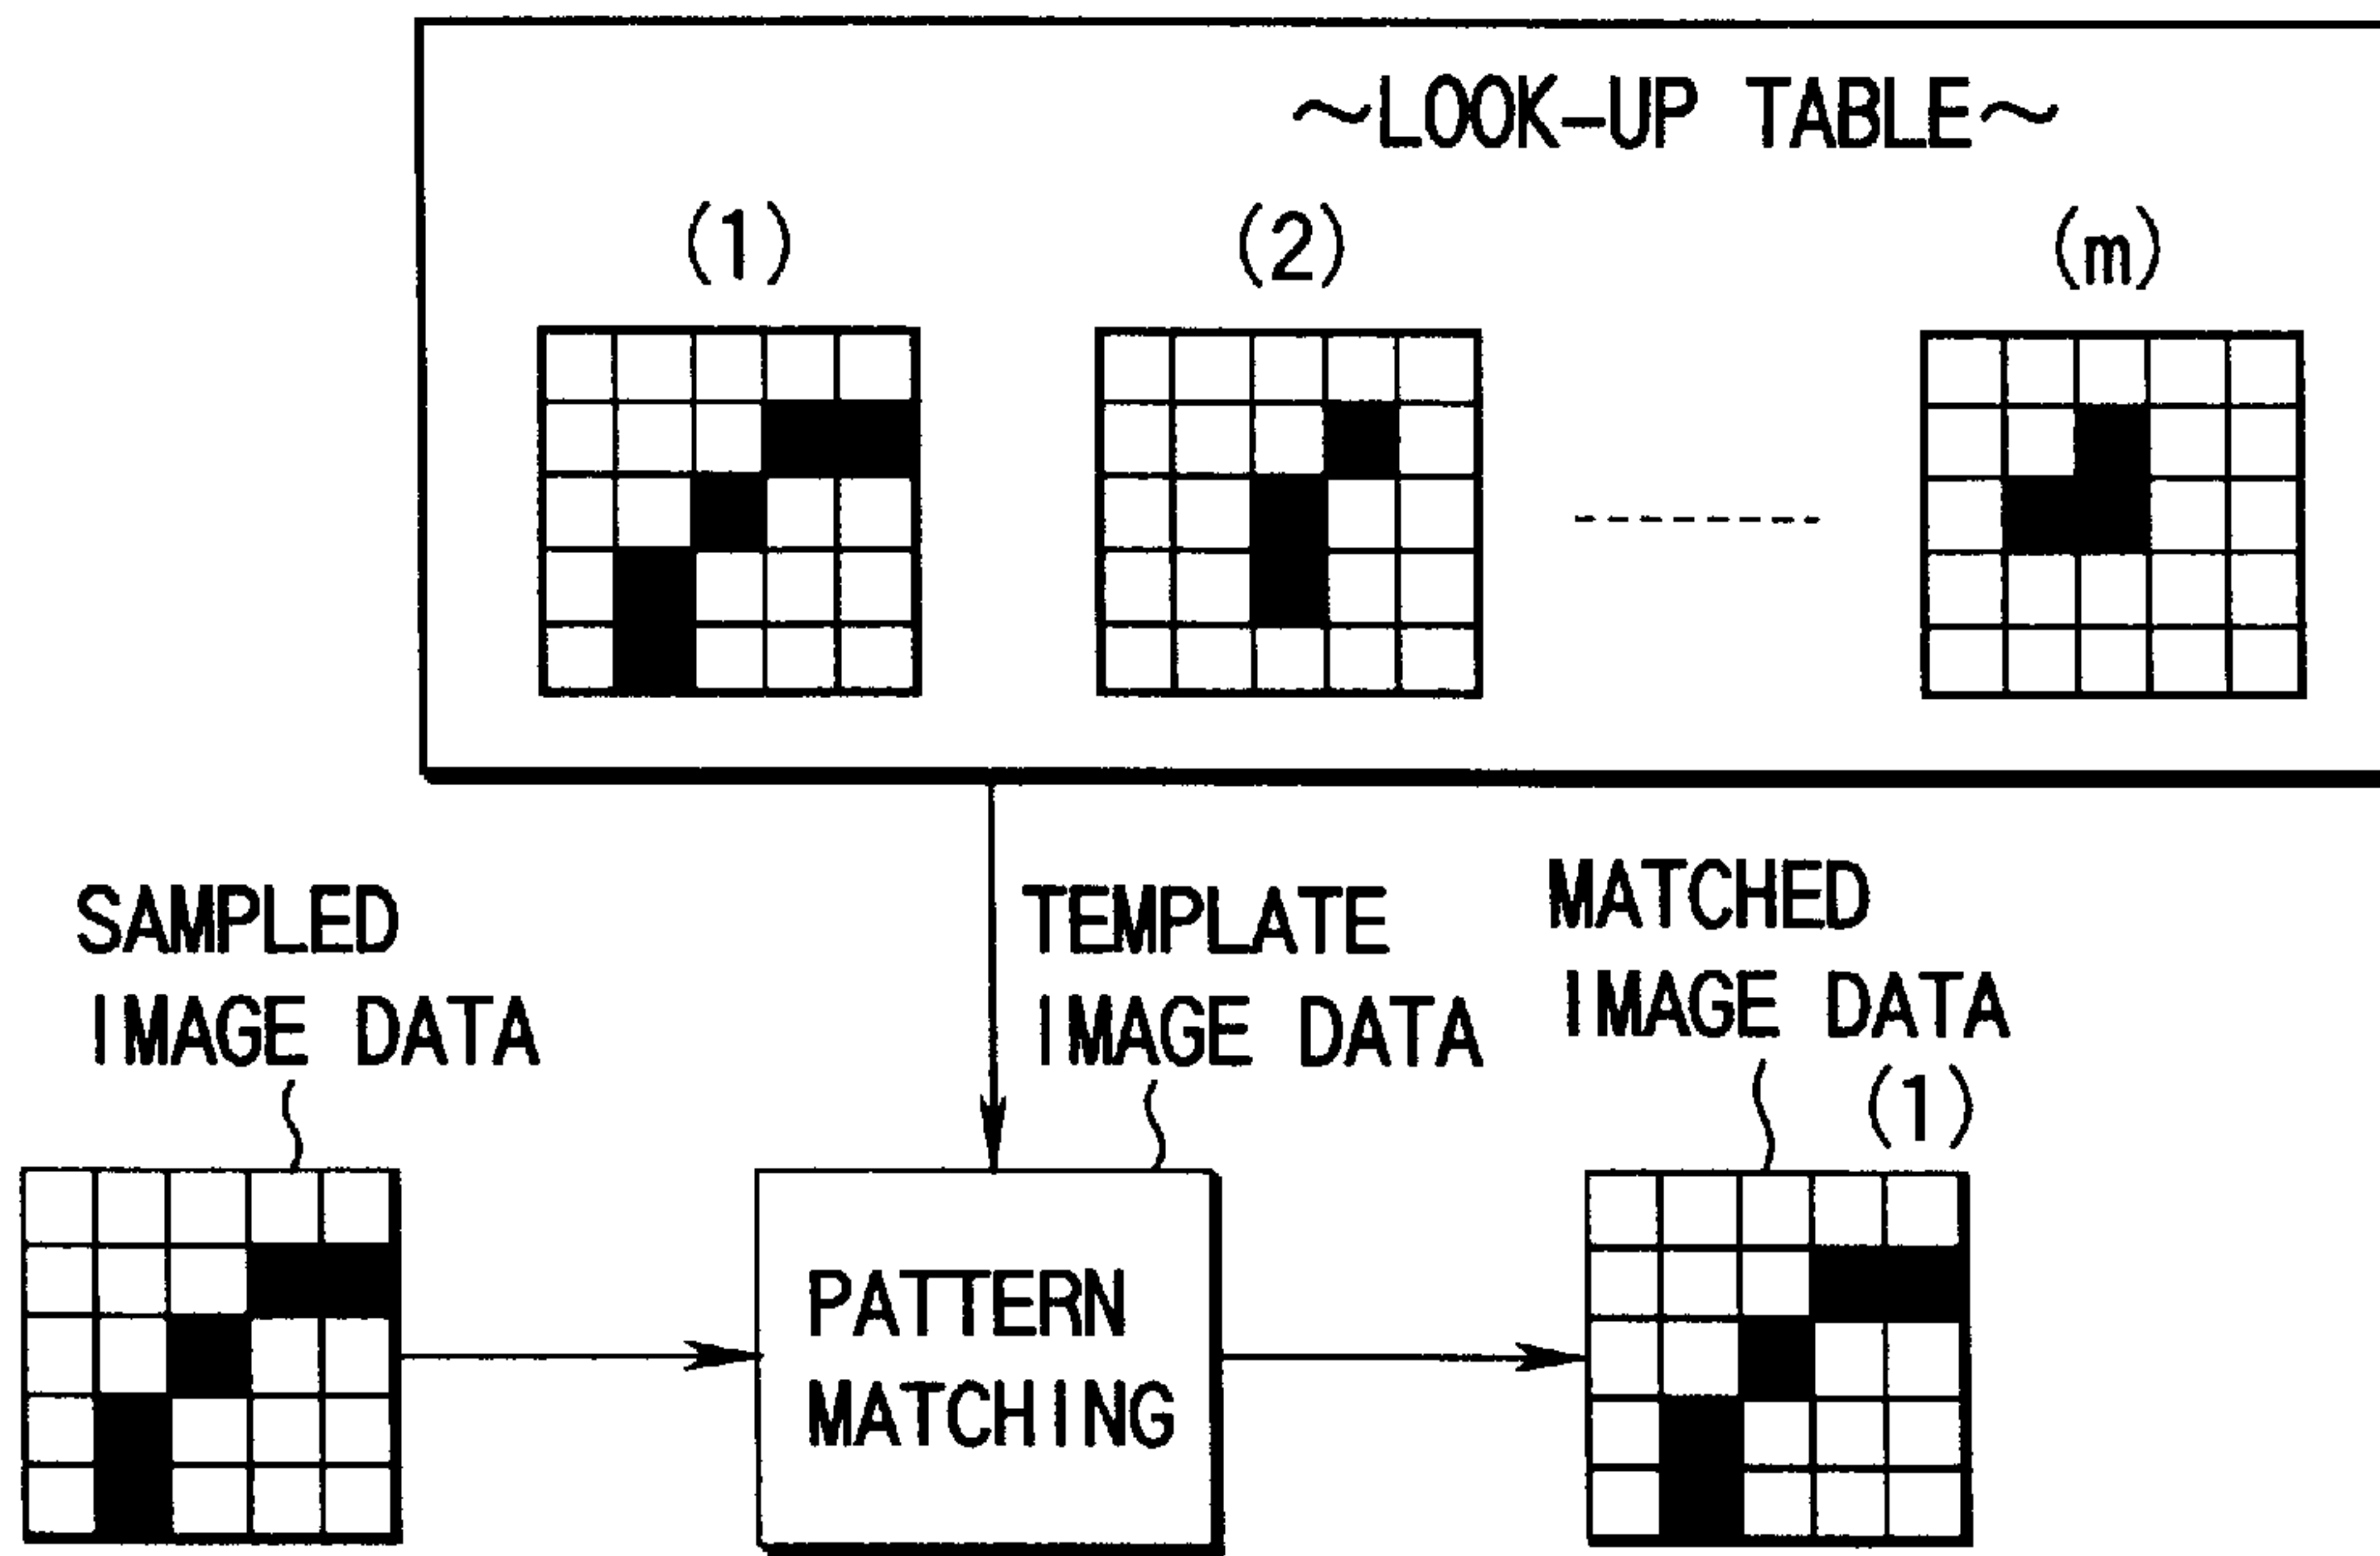 ~LOOK-UP TABLE~
(1)
(2)
(m)
SAMPLED
IMAGE DATA
TEMPLATE
IMAGE DATA
MATCHED
IMAGE DATA
(1)
PATTERN
MATCHING